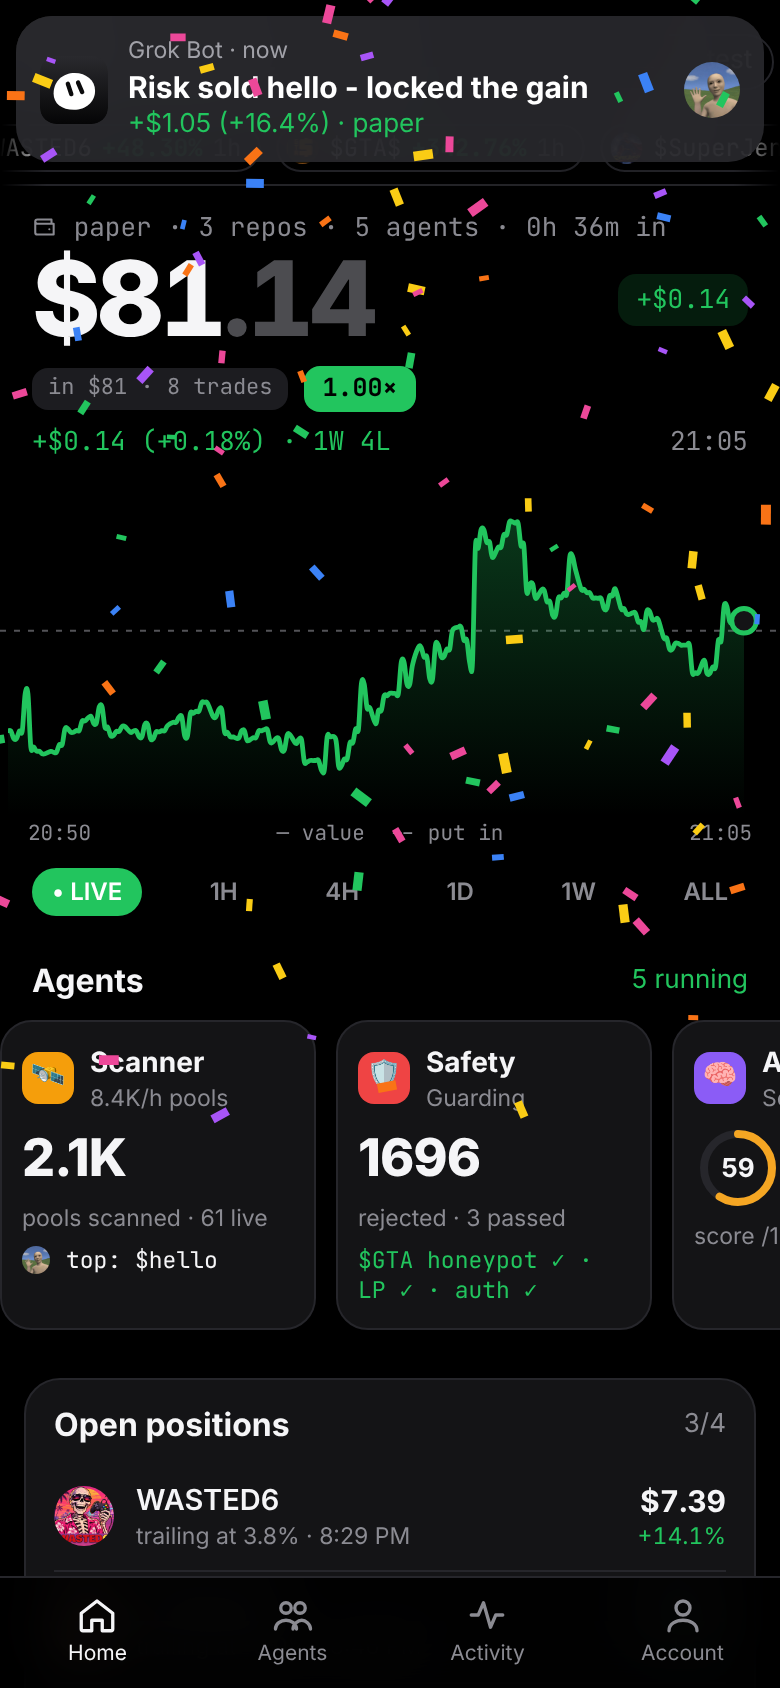 Grok Bot · now
Risk sold hello - locked the gain
+$1.05 (+16.4%) · paper
paper · 3 repos · 5 agents · 0h 36m in
$81.14
+$0.14
in $81 · 8 trades
1.00×
+$0.14 (+0.18%) · 1W 4L
21:05
20:50
– value
– put in
21:05
• LIVE
1H
4H
1D
1W
ALL
Agents
5 running
Scanner
8.4K/h pools
2.1K
pools scanned · 61 live
top: $hello
Safety
Guarding
1696
rejected · 3 passed
$GTA honeypot ✓ ·
LP ✓ · auth ✓
59
score /1
Open positions
3/4
WASTED6
$7.39
trailing at 3.8% · 8:29 PM
+14.1%
Home
Agents
Activity
Account